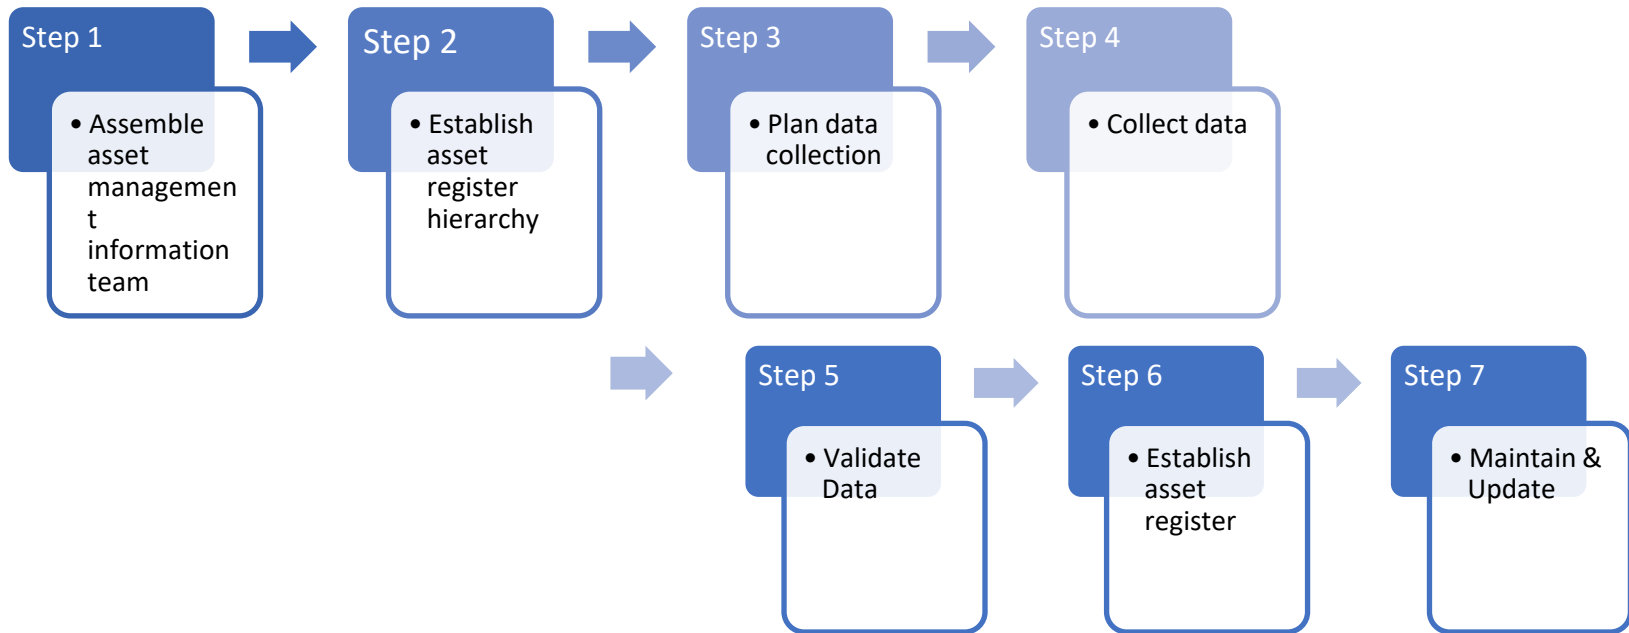 Step 1
• Assemble
asset
managemen
t
information
team
Step 2
• Establish
asset
register
hierarchy
Step 3
• Plan data
collection
Step 4
• Collect data
Step 5
• Validate
Data
Step 6
• Establish
asset
register
Step 7
• Maintain &
Update